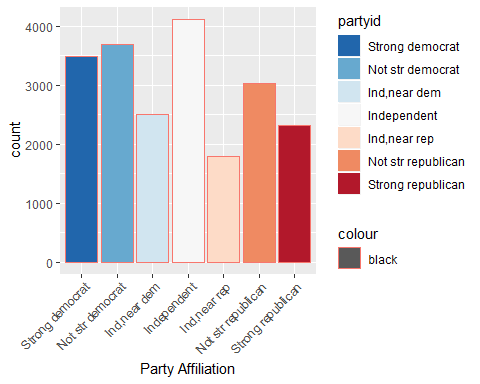 4000
3000
2000
1000
0
count
Strong democrat
Not str democrat
Ind,near dem
Independent
Ind,near rep
Not str republican
Strong republican
Party Affiliation
partyid
Strong democrat
Not str democrat
Ind,near dem
Independent
Ind,near rep
Not str republican
Strong republican
colour
black